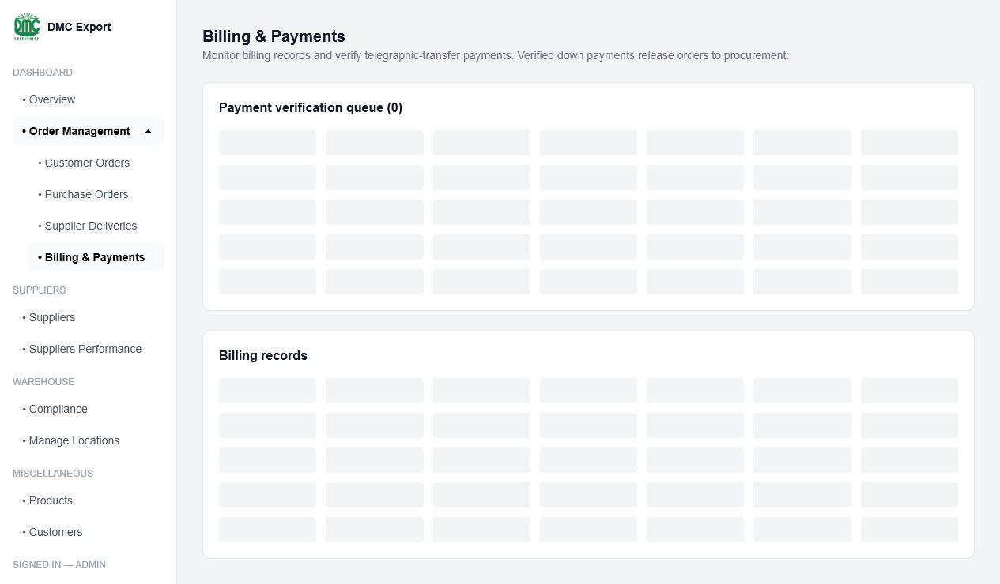 DMC
ENTERPRISE
DMC Export
DASHBOARD
• Overview
• Order Management
• Customer Orders
• Purchase Orders
• Supplier Deliveries
• Billing & Payments
SUPPLIERS
• Suppliers
• Suppliers Performance
WAREHOUSE
• Compliance
• Manage Locations
MISCELLANEOUS
• Products
• Customers
SIGNED IN — ADMIN
Billing & Payments
Monitor billing records and verify telegraphic-transfer payments. Verified down payments release orders to procurement.
Payment verification queue (0)
Billing records